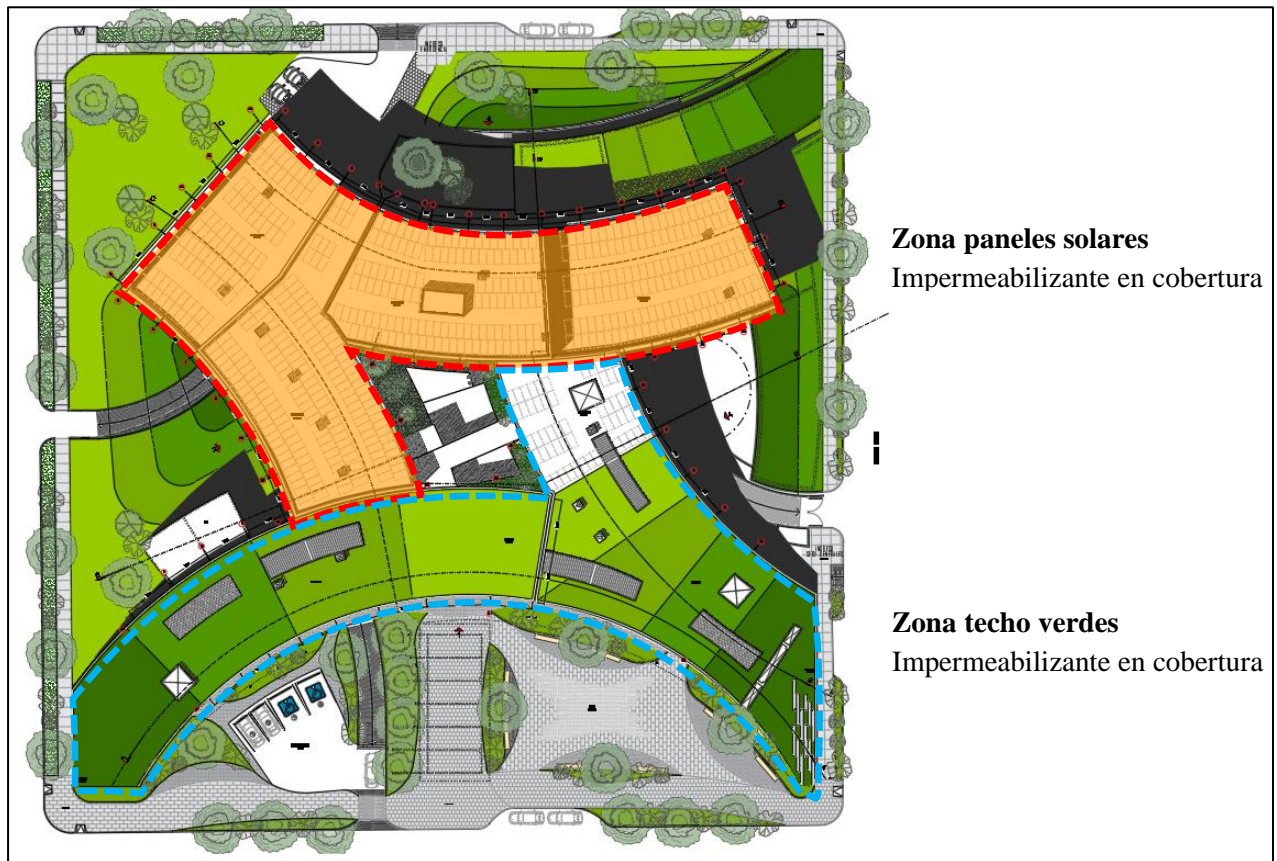 Zona paneles solares
Impermeabilizante en cobertura
Zona techo verdes
Impermeabilizante en cobertura